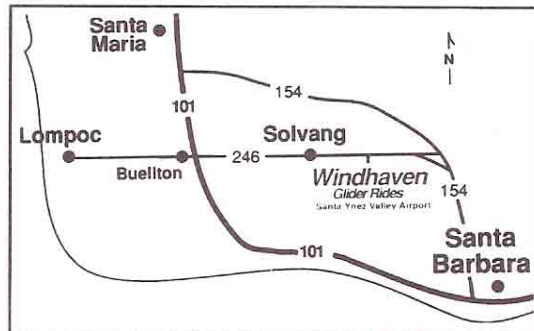 Santa
Maria
N
154
101
Lompoc
Solvang
Buellton
246
Windhaven
Glider Rides
Santa Ynez Valley Airport
154
Santa
Barbara
101